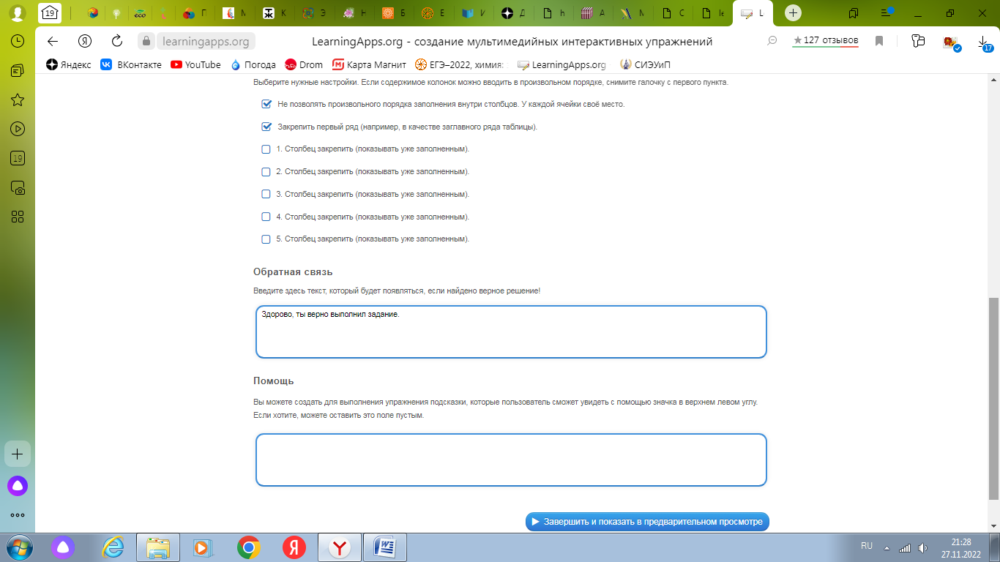 19 П М eco К Э Н Б Е И Д h А М С le L
learningapps.org LearningApps.org - создание мультимедийных интерактивных упражнений ★127 отзывов 17
Яндекс ВКонтакте YouTube Погода Drom Карта Магнит ЕГЭ–2022, химия: LearningApps.org СИЭУиП
Выберите нужные настройки. Если содержимое колонок можно вводить в произвольном порядке, снимите галочку с первого пункта.
Не позволять произвольного порядка заполнения внутри столбцов. У каждой ячейки своё место.
Закрепить первый ряд (например, в качестве заглавного ряда таблицы).
1. Столбец закрепить (показывать уже заполненным).
19
2. Столбец закрепить (показывать уже заполненным).
3. Столбец закрепить (показывать уже заполненным).
4. Столбец закрепить (показывать уже заполненным).
5. Столбец закрепить (показывать уже заполненным).
Обратная связь
Введите здесь текст, который будет появляться, если найдено верное решение!
Здорово, ты верно выполнил задание.
Помощь
Вы можете создать для выполнения упражнения подсказки, которые пользователь сможет увидеть с помощью значка в верхнем левом углу.
Если хотите, можете оставить это поле пустым.
Завершить и показать в предварительном просмотре
RU 21:28
27.11.2022